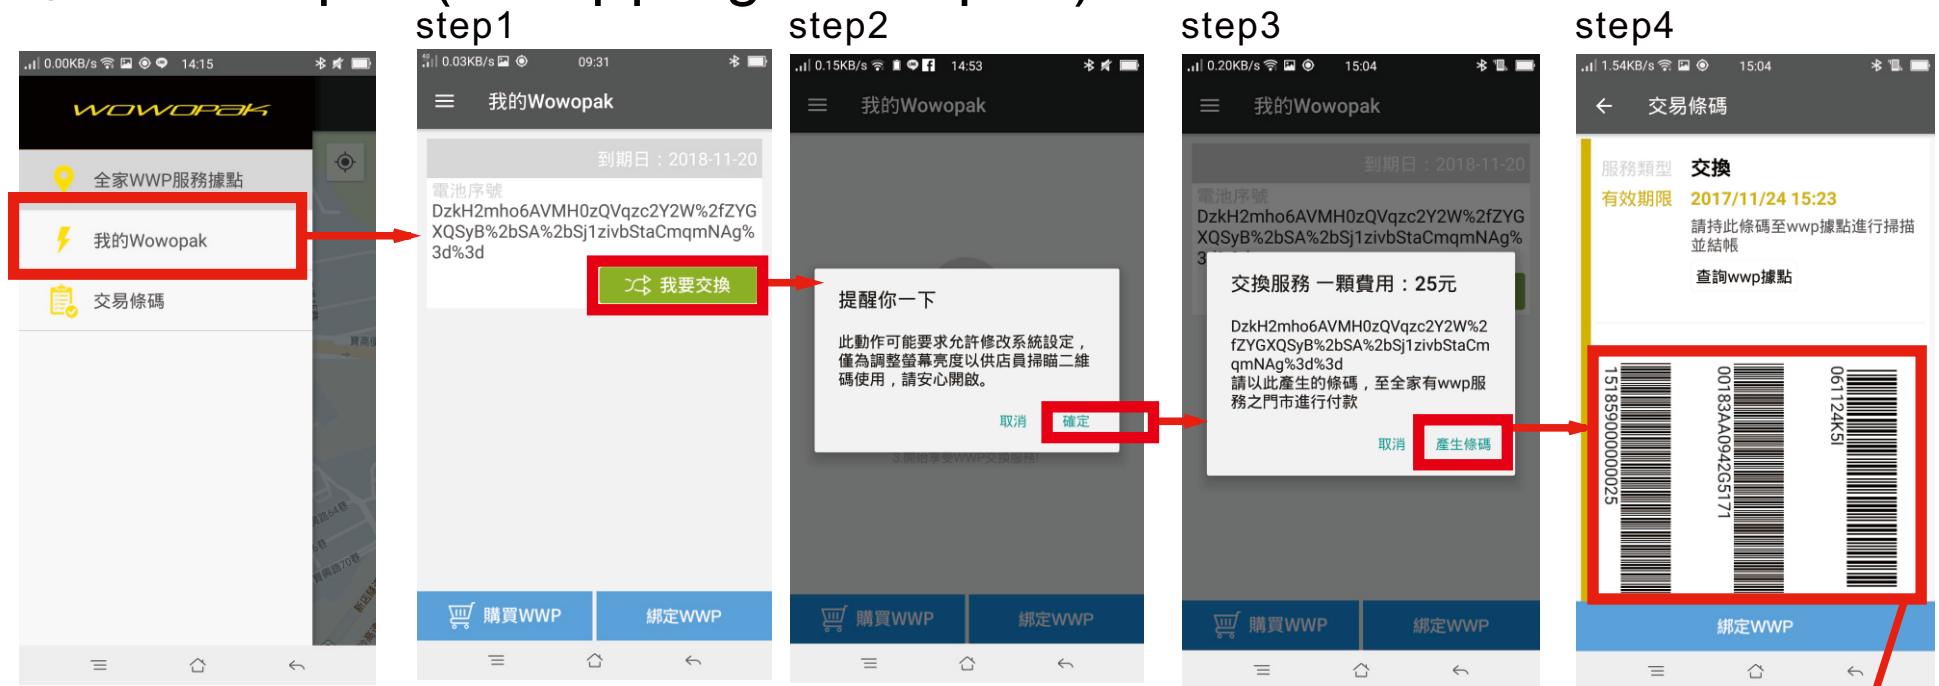 step1
step2
step3
step4
0.00KB/s 14:15
WOWOPAK
全家WWP服務據點
我的Wowopak
交易條碼
0.03KB/s 09:31
我的Wowopak
到期日：2018-11-20
電池序號
DzkH2mho6AVMH0zQVqzc2Y2W%2fZYG
XQSyB%2bSA%2bSj1zivbStaCmqmNAg%
3d%3d
我要交換
購買WWP
綁定WWP
0.15KB/s 14:53
我的Wowopak
提醒你一下
此動作可能要求允許修改系統設定，
僅為調整螢幕亮度以供店員掃瞄二維
碼使用，請安心開啟。
取消
確定
3.開始享受WWP交換服務!
購買WWP
綁定WWP
0.20KB/s 15:04
我的Wowopak
到期日：2018-11-20
電池序號
DzkH2mho6AVMH0zQVqzc2Y2W%2fZYG
XQSyB%2bSA%2bSj1zivbStaCmqmNAg%
交換服務 一顆費用：25元
DzkH2mho6AVMH0zQVqzc2Y2W%2
fZYGXQSyB%2bSA%2bSj1zivbStaCm
qmNAg%3d%3d
請以此產生的條碼，至全家有wwp服
務之門市進行付款
取消
產生條碼
購買WWP
綁定WWP
1.54KB/s 15:04
交易條碼
服務類型 交換
有效期限 2017/11/24 15:23
請持此條碼至wwp據點進行掃描
並結帳
查詢wwp據點
061124K5I
00183AA0942G5171
151859000000025
綁定WWP